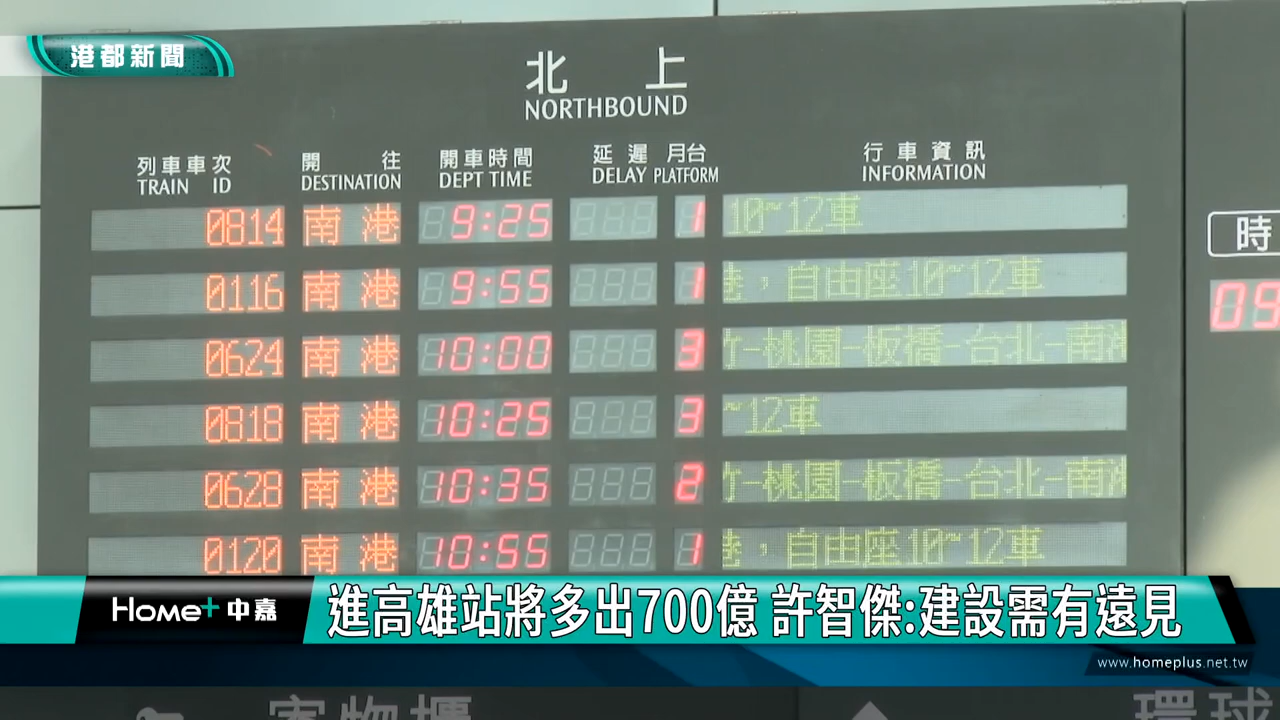 港都新聞
北上
NORTHBOUND
列車車次 開往 開車時間 延遲 月台 行車資訊
TRAIN ID DESTINATION DEPT TIME DELAY PLATFORM INFORMATION
0814 南港 9:25 1 10~12車
0116 南港 9:55 1 ,自由座10~12車
0624 南港 10:00 3 -桃園-板橋-台北-南
0818 南港 10:25 3 ~12車
0628 南港 10:35 2 -桃園-板橋-台北-南
0120 南港 10:55 1 ,自由座10~12車
時
09
Home+中嘉
進高雄站將多出700億 許智傑:建設需有遠見
www.homeplus.net.tw
環球